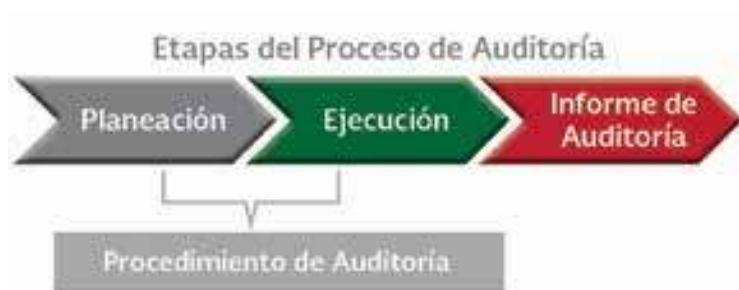 Etapas del Proceso de Auditoría
Planeación
Ejecución
Informe de
Auditoría
Procedimiento de Auditoría